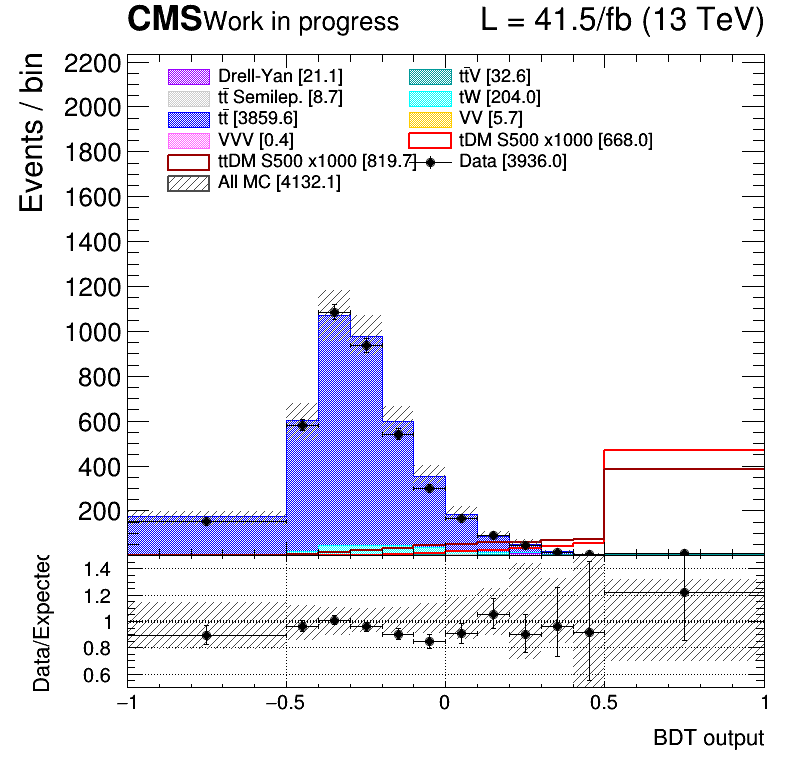 CMS Work in progress L = 41.5/fb (13 TeV)
Events / bin
2200
2000
1800
1600
1400
1200
1000
800
600
400
200
Drell-Yan [21.1]
tt̄V [32.6]
tt̄ Semilep. [8.7]
tW [204.0]
tt̄ [3859.6]
VV [5.7]
VVV [0.4]
tDM S500 x1000 [668.0]
ttDM S500 x1000 [819.7]
Data [3936.0]
All MC [4132.1]
Data/Expected
1.4
1.2
1
0.8
0.6
−1 −0.5 0 0.5 1
BDT output